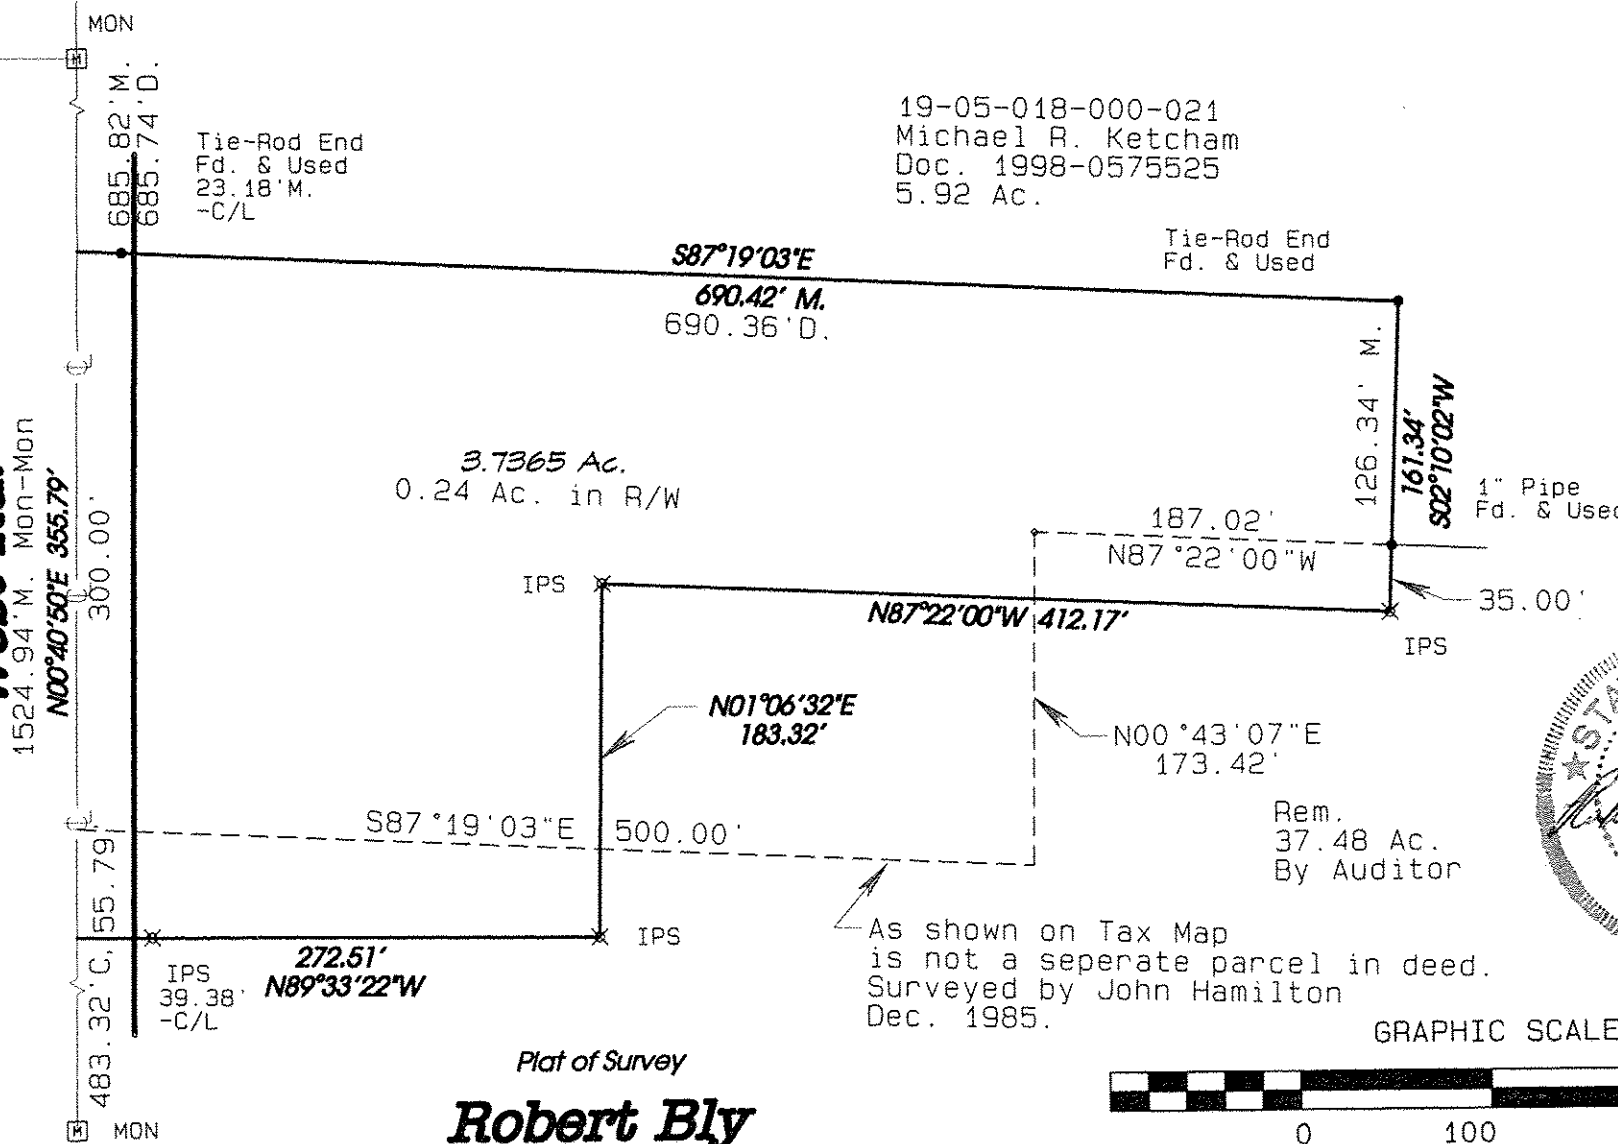 MON
685.82'M.
685.74'D.
Tie-Rod End
Fd. & Used
23.18'M.
-C/L
19-05-018-000-021
Michael R. Ketcham
Doc. 1998-0575525
5.92 Ac.
Tie-Rod End
Fd. & Used
S87°19'03"E
690.42' M.
690.36'D.
126.34' M.
161.34'
S02°10'02"W
1" Pipe
Fd. & Used
3.7365 Ac.
0.24 Ac. in R/W
1524.94'M. Mon-Mon
N00°40'50"E 355.79'
300.00'
187.02'
N87°22'00"W
IPS
N87°22'00"W 412.17'
35.00'
IPS
N01°06'32"E
183.32'
N00°43'07"E
173.42'
STA
Rem.
37.48 Ac.
By Auditor
S87°19'03"E 500.00'
55.79'
483.32'C.
IPS
272.51'
N89°33'22"W
IPS
39.38'
-C/L
As shown on Tax Map
is not a seperate parcel in deed.
Surveyed by John Hamilton
Dec. 1985.
GRAPHIC SCALE
0 100
Plat of Survey
Robert Bly
M MON